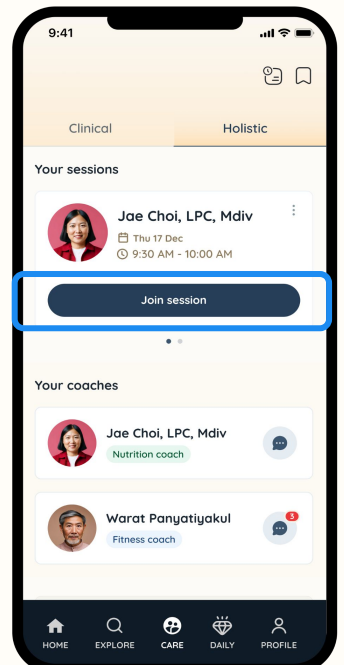 9:41
Clinical
Holistic
Your sessions
Jae Choi, LPC, Mdiv
Thu 17 Dec
9:30 AM - 10:00 AM
Join session
Your coaches
Jae Choi, LPC, Mdiv
Nutrition coach
Warat Panyatiyakul
Fitness coach
3
HOME
EXPLORE
CARE
DAILY
PROFILE